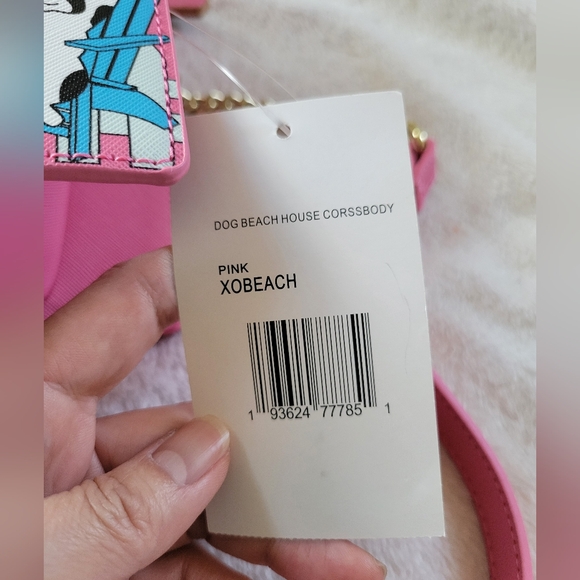 DOG BEACH HOUSE CORSSBODY
PINK
XOBEACH
1 93624 77785 1